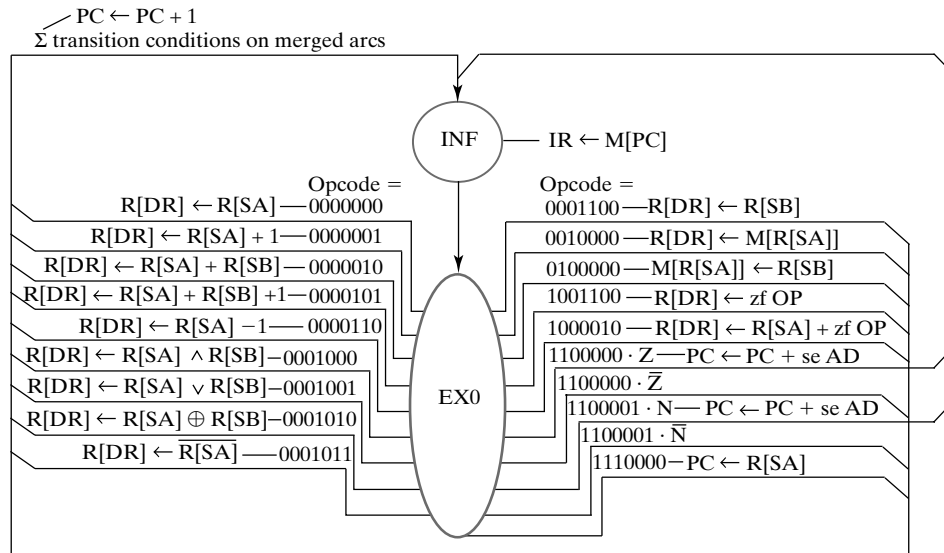 PC ← PC + 1
Σ transition conditions on merged arcs
INF
IR ← M[PC]
Opcode =
R[DR] ← R[SA] — 0000000
R[DR] ← R[SA] + 1 — 0000001
R[DR] ← R[SA] + R[SB] — 0000010
R[DR] ← R[SA] + R[SB] +1 — 0000101
R[DR] ← R[SA] −1 — 0000110
R[DR] ← R[SA] ∧ R[SB] — 0001000
R[DR] ← R[SA] ∨ R[SB] — 0001001
R[DR] ← R[SA] ⊕ R[SB] — 0001010
R[DR] ← R̅[̅S̅A̅]̅ — 0001011
EX0
Opcode =
0001100 — R[DR] ← R[SB]
0010000 — R[DR] ← M[R[SA]]
0100000 — M[R[SA]] ← R[SB]
1001100 — R[DR] ← zf OP
1000010 — R[DR] ← R[SA] + zf OP
1100000 · Z — PC ← PC + se AD
1100000 · Z̅
1100001 · N — PC ← PC + se AD
1100001 · N̅
1110000 — PC ← R[SA]